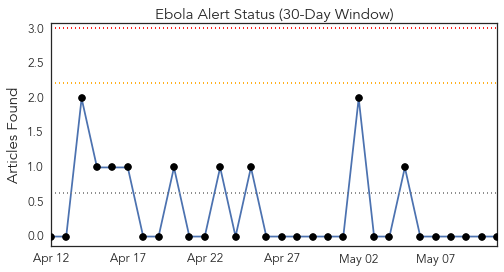 Ebola Alert Status (30-Day Window)
3.0
2.5
2.0
1.5
1.0
0.5
0.0
Articles Found
Apr 12 Apr 17 Apr 22 Apr 27 May 02 May 07